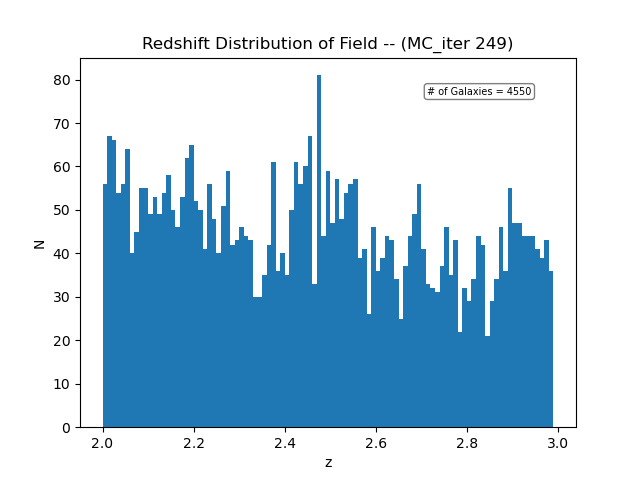 Redshift Distribution of Field -- (MC_iter 249)
# of Galaxies = 4550
80
70
60
50
40
30
20
10
0
N
2.0 2.2 2.4 2.6 2.8 3.0
z